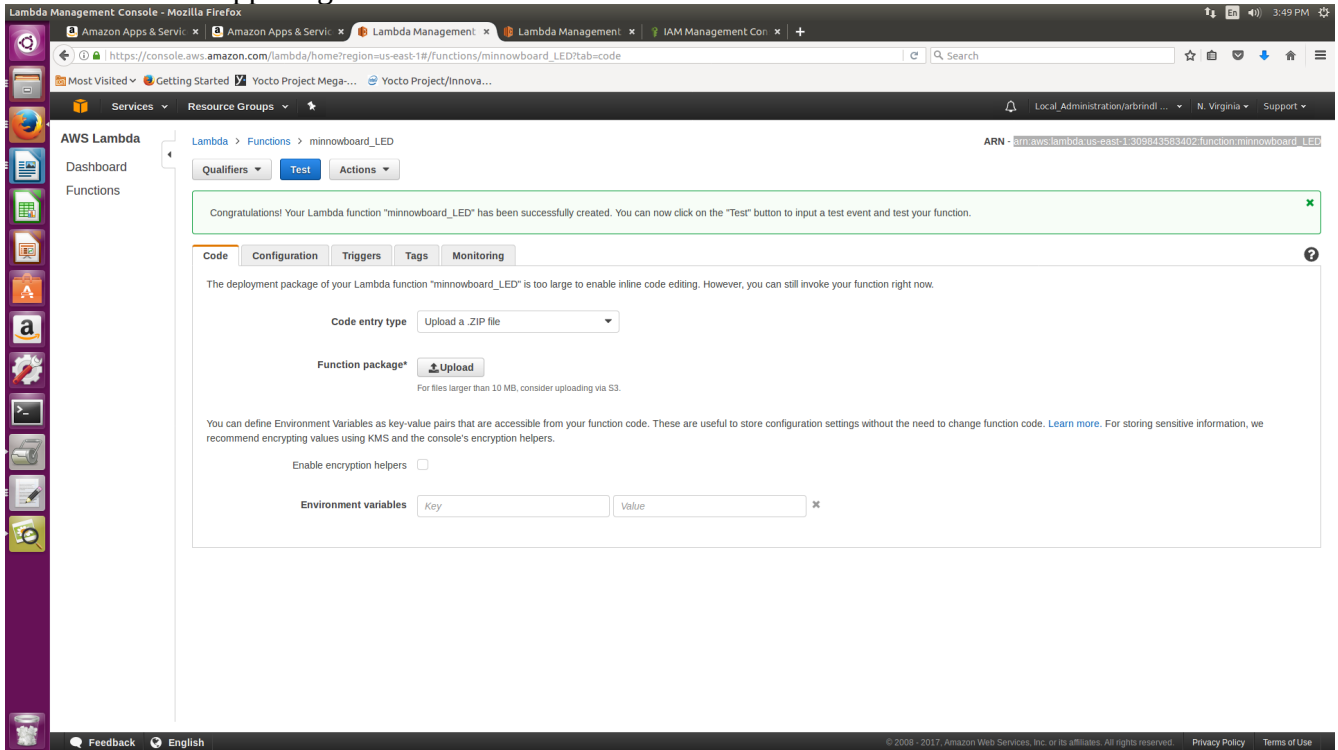 Lambda Management Console - Mozilla Firefox
En 3:49 PM
Amazon Apps & Servic × Amazon Apps & Servic × Lambda Management × Lambda Management × IAM Management Con × +
https://console.aws.amazon.com/lambda/home?region=us-east-1#/functions/minnowboard_LED?tab=code
Search
Most Visited Getting Started Yocto Project Mega-... Yocto Project/Innova...
Services Resource Groups Local_Administration/arbrindl ... N. Virginia Support
AWS Lambda
Dashboard
Functions
Lambda > Functions > minnowboard_LED
ARN - arn:aws:lambda:us-east-1:309843583402:function:minnowboard_LED
Qualifiers Test Actions
Congratulations! Your Lambda function "minnowboard_LED" has been successfully created. You can now click on the "Test" button to input a test event and test your function.
Code Configuration Triggers Tags Monitoring
The deployment package of your Lambda function "minnowboard_LED" is too large to enable inline code editing. However, you can still invoke your function right now.
Code entry type Upload a .ZIP file
Function package* Upload
For files larger than 10 MB, consider uploading via S3.
You can define Environment Variables as key-value pairs that are accessible from your function code. These are useful to store configuration settings without the need to change function code. Learn more. For storing sensitive information, we
recommend encrypting values using KMS and the console's encryption helpers.
Enable encryption helpers
Environment variables Key Value
Feedback English
© 2008 - 2017, Amazon Web Services, Inc. or its affiliates. All rights reserved. Privacy Policy Terms of Use